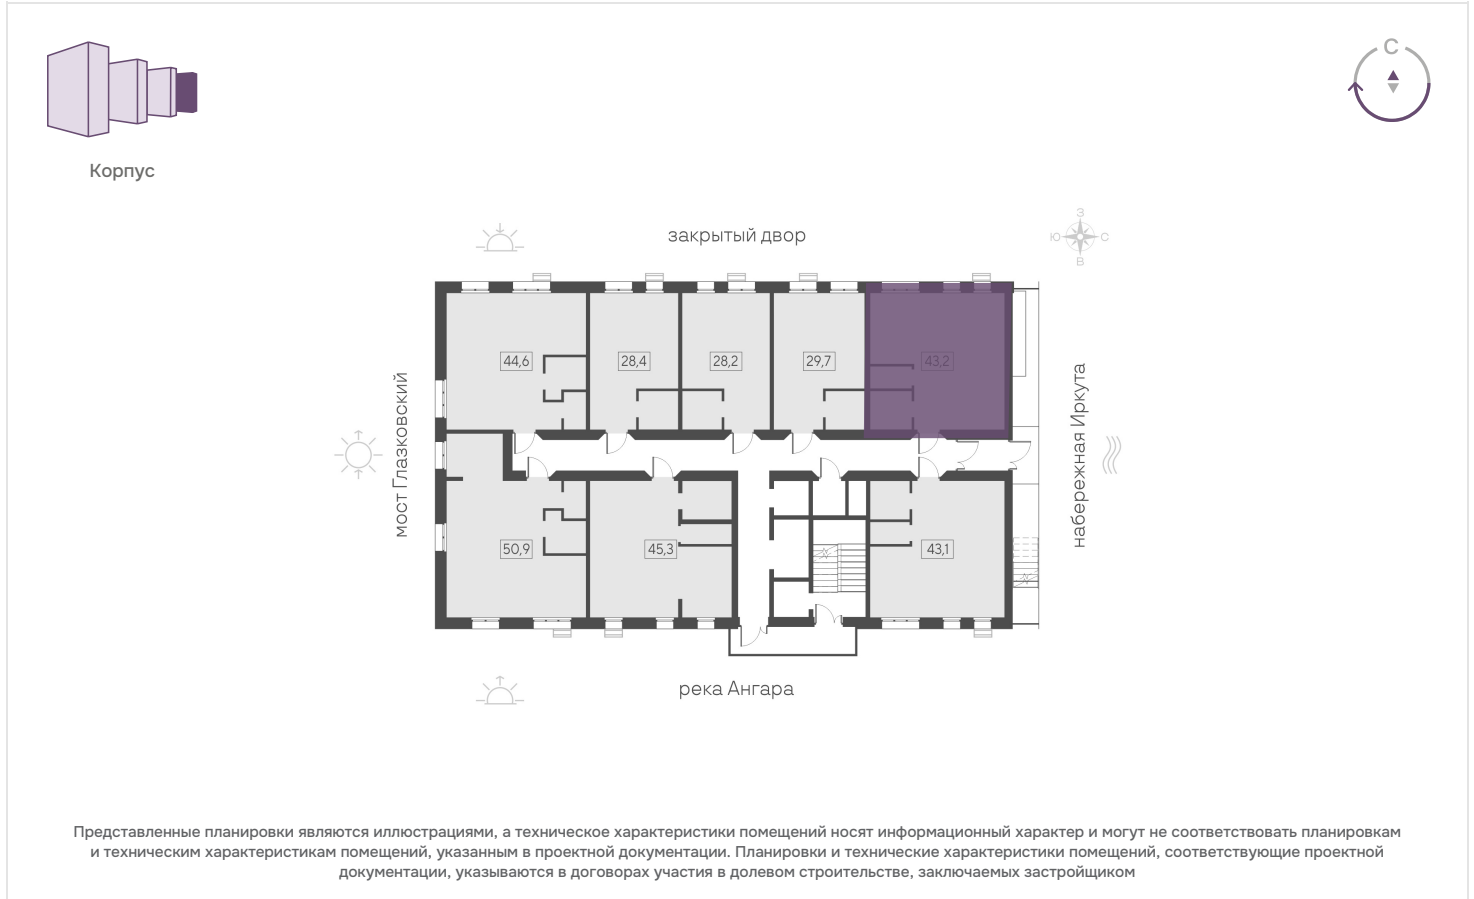 С
Корпус
закрытый двор
З
Ю
С
В
44,6
28,4
28,2
29,7
43,2
мост Глазковский
набережная Иркута
50,9
45,3
43,1
река Ангара
Представленные планировки являются иллюстрациями, а техническое характеристики помещений носят информационный характер и могут не соответствовать планировкам
и техническим характеристикам помещений, указанным в проектной документации. Планировки и технические характеристики помещений, соответствующие проектной
документации, указываются в договорах участия в долевом строительстве, заключаемых застройщиком